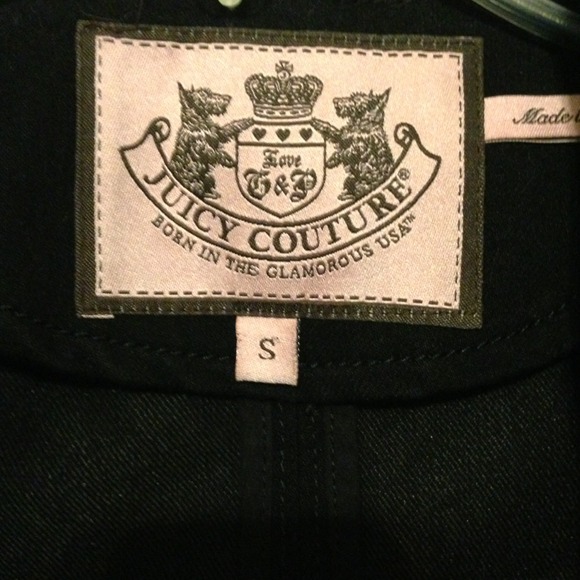 Love
G&P
JUICY COUTURE®
BORN IN THE GLAMOROUS USA™
S
Made